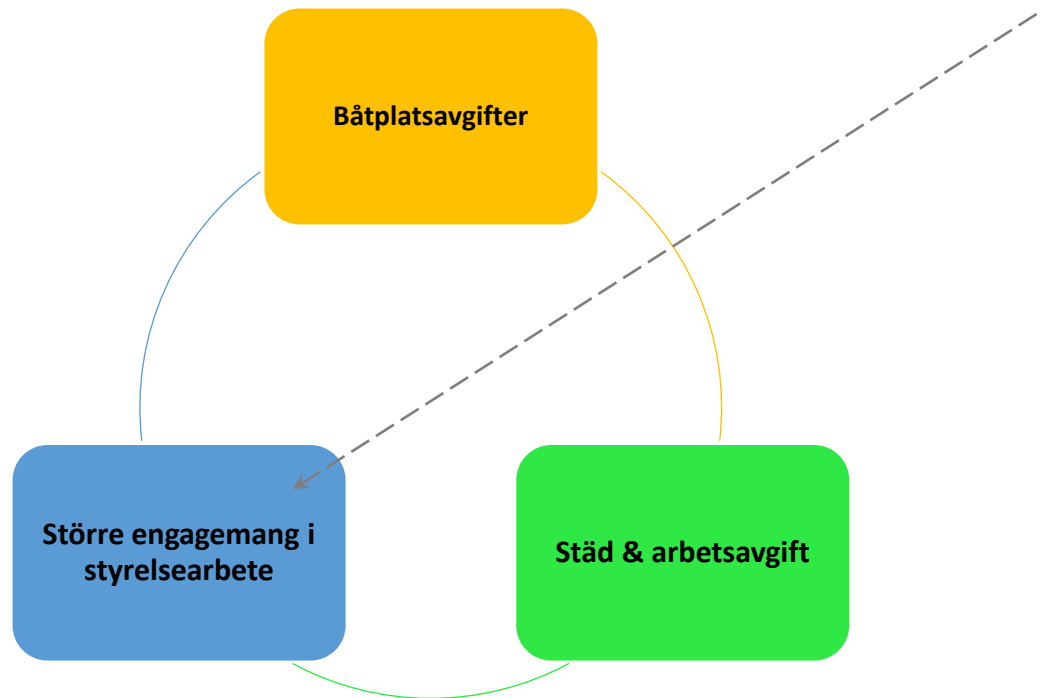 Båtplatsavgifter
Större engagemang i
styrelsearbete
Städ & arbetsavgift